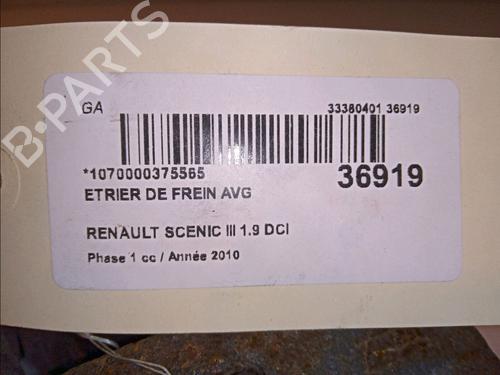 B-PARTS
GA
33380401 36919
*1070000375565
36919
ETRIER DE FREIN AVG
RENAULT SCENIC III 1.9 DCI
Phase 1 cc / Année 2010